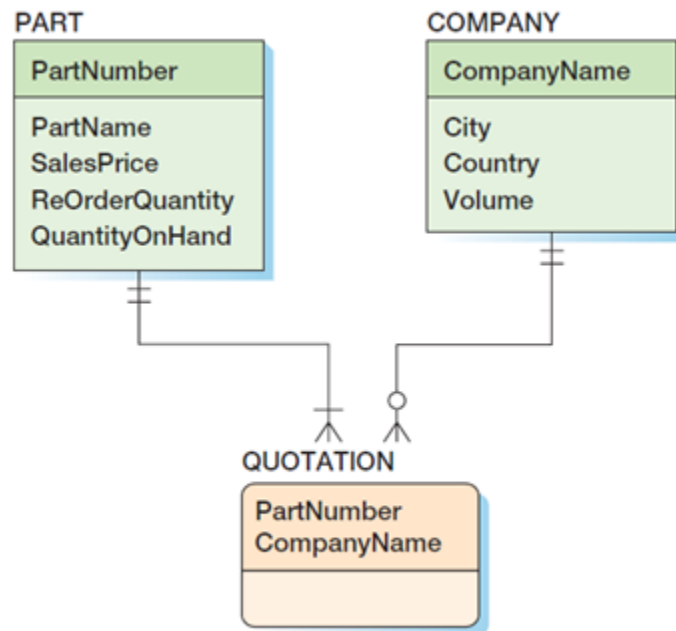 PART
PartNumber
PartName
SalesPrice
ReOrderQuantity
QuantityOnHand
COMPANY
CompanyName
City
Country
Volume
QUOTATION
PartNumber
CompanyName